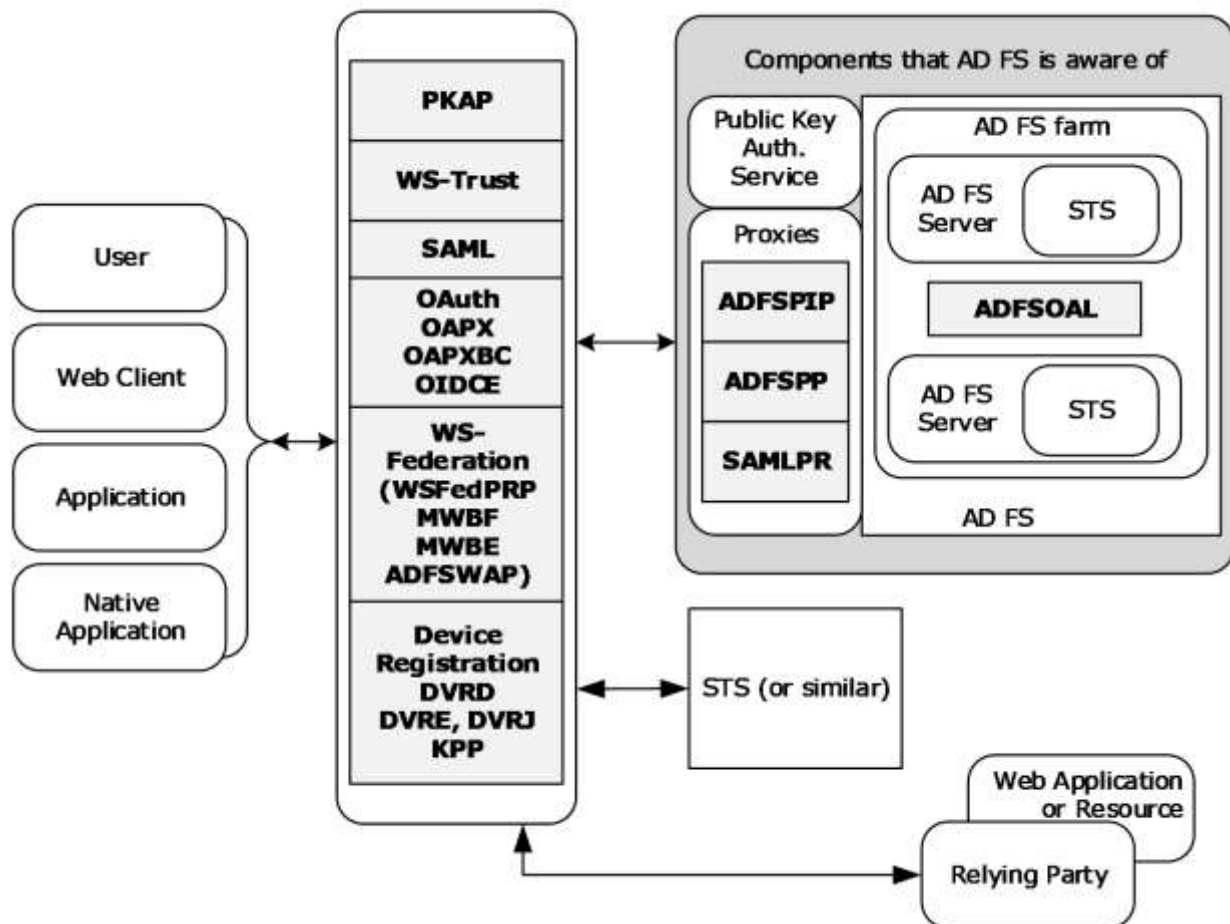 User
Web Client
Application
Native
Application
PKAP
WS-Trust
SAML
OAuth
OAPX
OAPXBC
OIDCE
WS-
Federation
(WSFedPRP
MWBF
MWBE
ADFSWAP)
Device
Registration
DVRD
DVRE, DVRJ
KPP
Components that AD FS is aware of
Public Key
Auth.
Service
Proxies
ADFSPIP
ADFSPP
SAMLPR
AD FS farm
AD FS
Server
STS
ADFSOAL
AD FS
Server
STS
AD FS
STS (or similar)
Web Application
or Resource
Relying Party